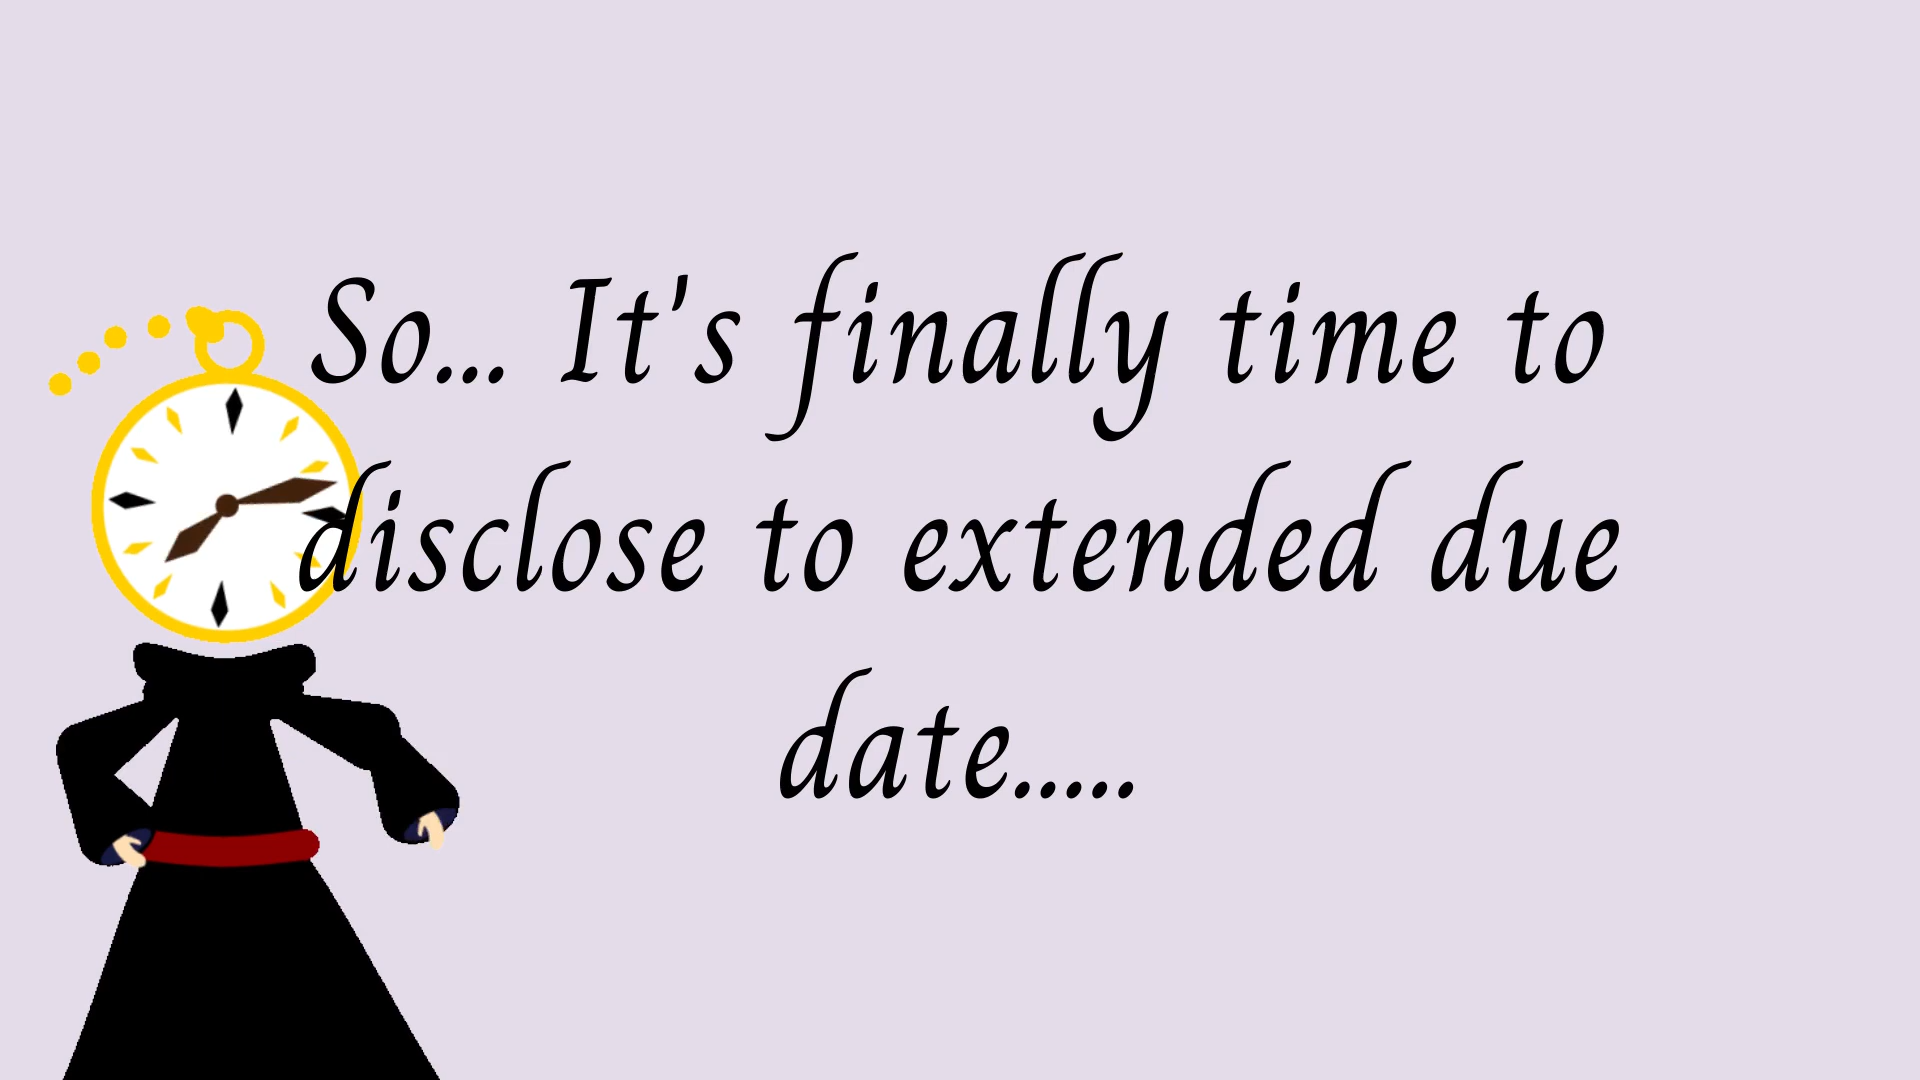 So... It's finally time to
disclose to extended due
date.....